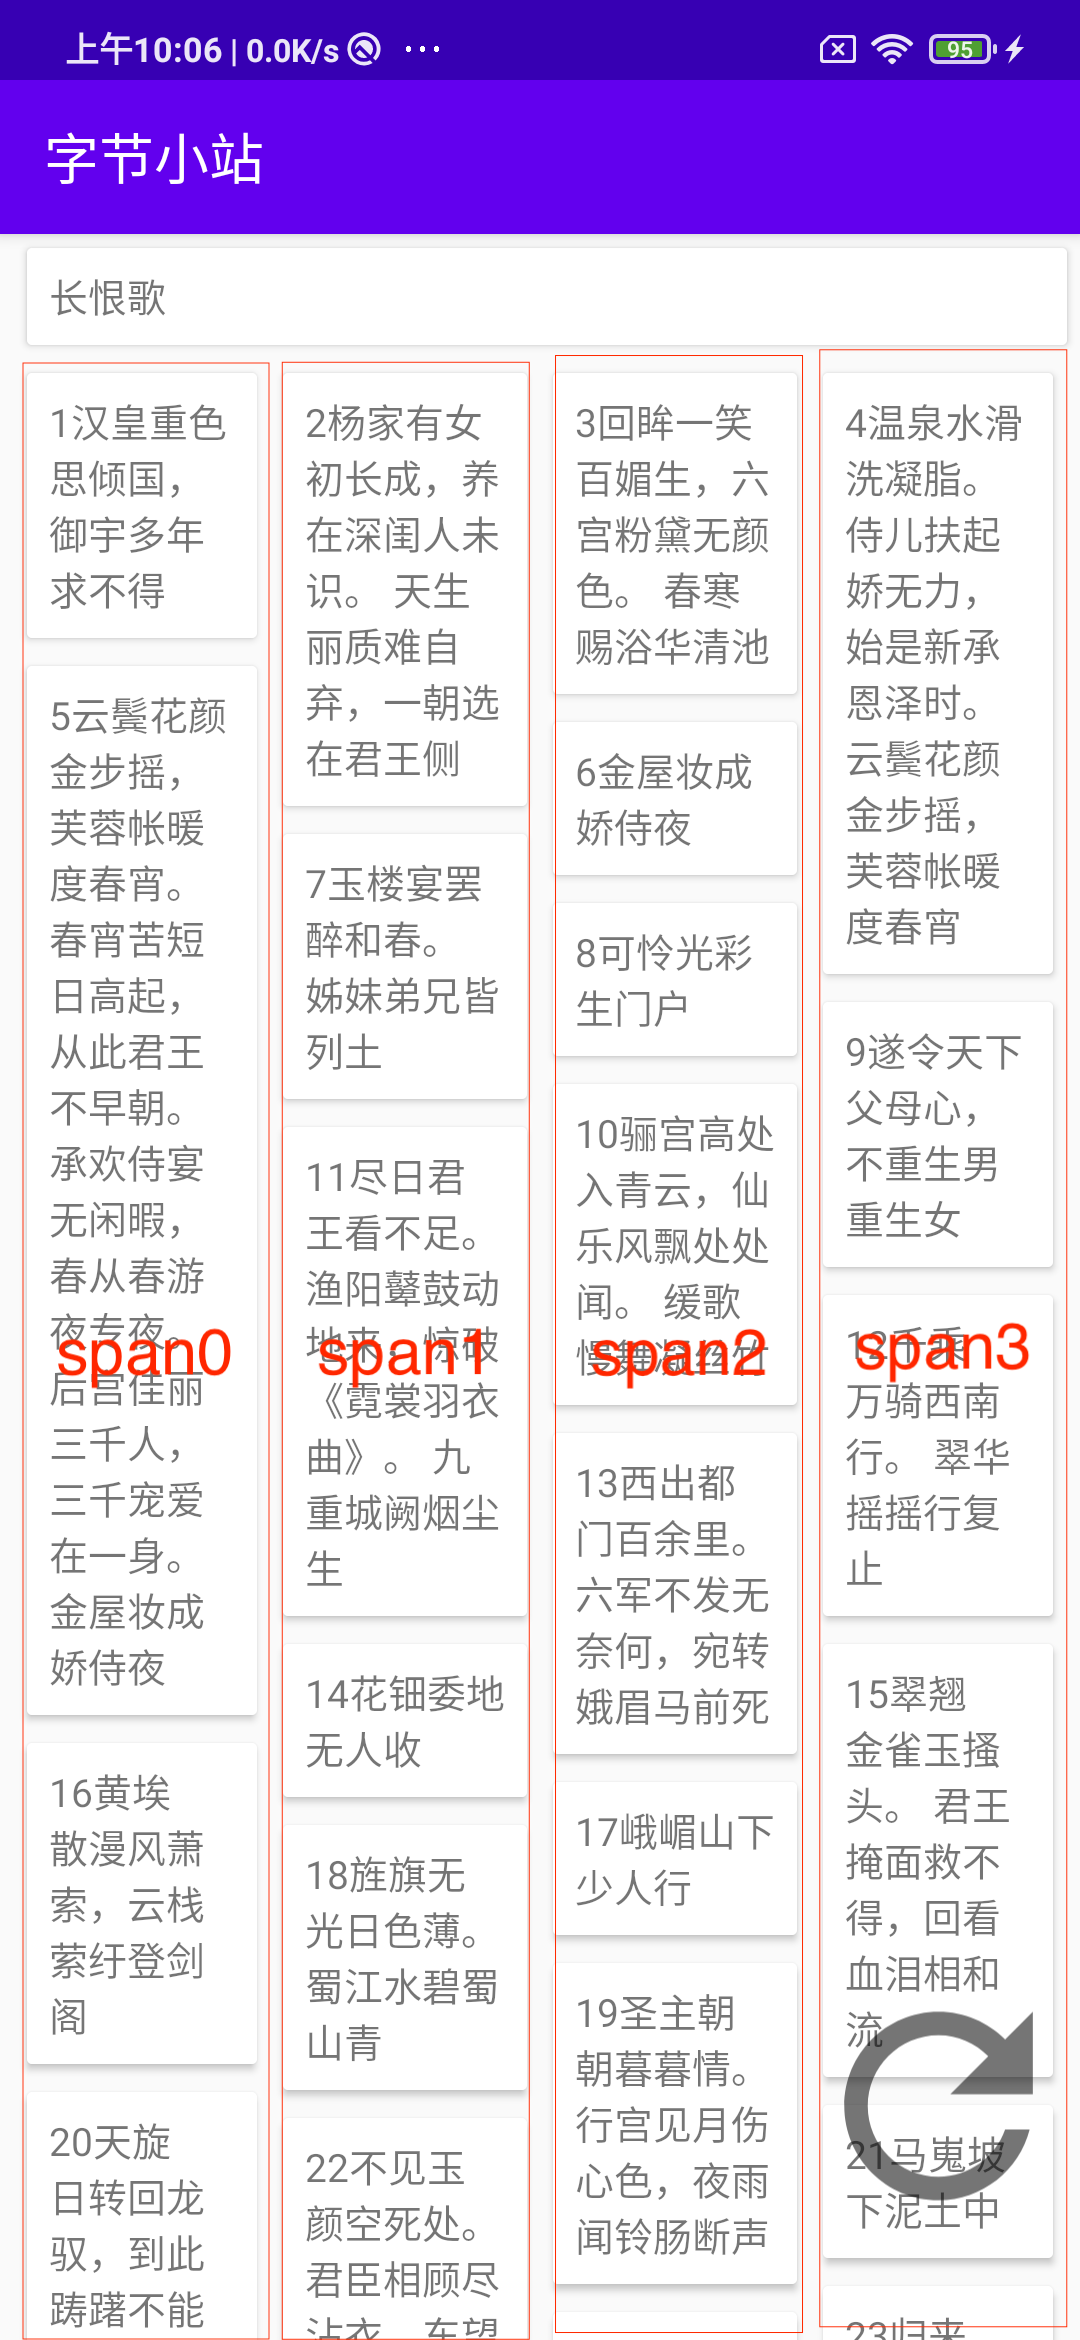 上午10:06 | 0.0K/s ...
95
字节小站
长恨歌
1汉皇重色
思倾国，
御宇多年
求不得
5云鬓花颜
金步摇，
芙蓉帐暖
度春宵。
春宵苦短
日高起，
从此君王
不早朝。
承欢侍宴
无闲暇，
春从春游
夜专夜。
后宫佳丽
三千人，
三千宠爱
在一身。
金屋妆成
娇侍夜
16黄埃
散漫风萧
索，云栈
萦纡登剑
阁
20天旋
日转回龙
驭，到此
踌躇不能
span0
2杨家有女
初长成，养
在深闺人未
识。 天生
丽质难自
弃，一朝选
在君王侧
7玉楼宴罢
醉和春。
姊妹弟兄皆
列土
11尽日君
王看不足。
渔阳鼙鼓动
地来，惊破
《霓裳羽衣
曲》。 九
重城阙烟尘
生
14花钿委地
无人收
18旌旗无
光日色薄。
蜀江水碧蜀
山青
22不见玉
颜空死处。
君臣相顾尽
沾衣，东望
span1
3回眸一笑
百媚生，六
宫粉黛无颜
色。 春寒
赐浴华清池
6金屋妆成
娇侍夜
8可怜光彩
生门户
10骊宫高处
入青云，仙
乐风飘处处
闻。 缓歌
慢舞凝丝竹
13西出都
门百余里。
六军不发无
奈何，宛转
娥眉马前死
17峨嵋山下
少人行
19圣主朝
朝暮暮情。
行宫见月伤
心色，夜雨
闻铃肠断声
span2
4温泉水滑
洗凝脂。
侍儿扶起
娇无力，
始是新承
恩泽时。
云鬓花颜
金步摇，
芙蓉帐暖
度春宵
9遂令天下
父母心，
不重生男
重生女
12千乘
万骑西南
行。 翠华
摇摇行复
止
15翠翘
金雀玉搔
头。 君王
掩面救不
得，回看
血泪相和
流
21马嵬坡
下泥土中
23归来
span3